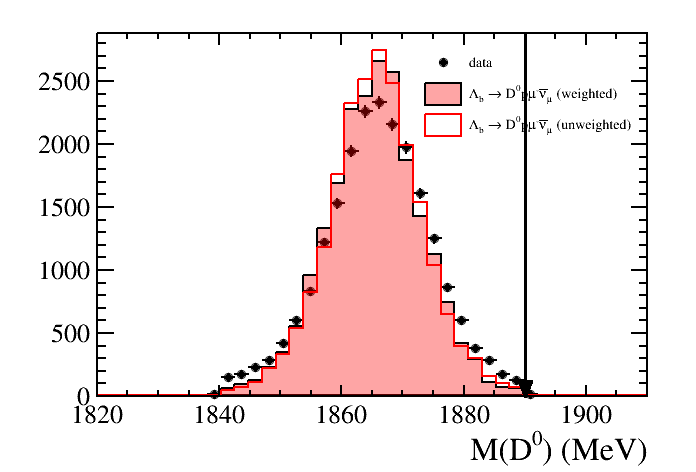 data
Λb → D⁰pμ ν̅μ (weighted)
Λb → D⁰pμ ν̅μ (unweighted)
2500
2000
1500
1000
500
0
1820 1840 1860 1880 1900
M(D⁰) (MeV)